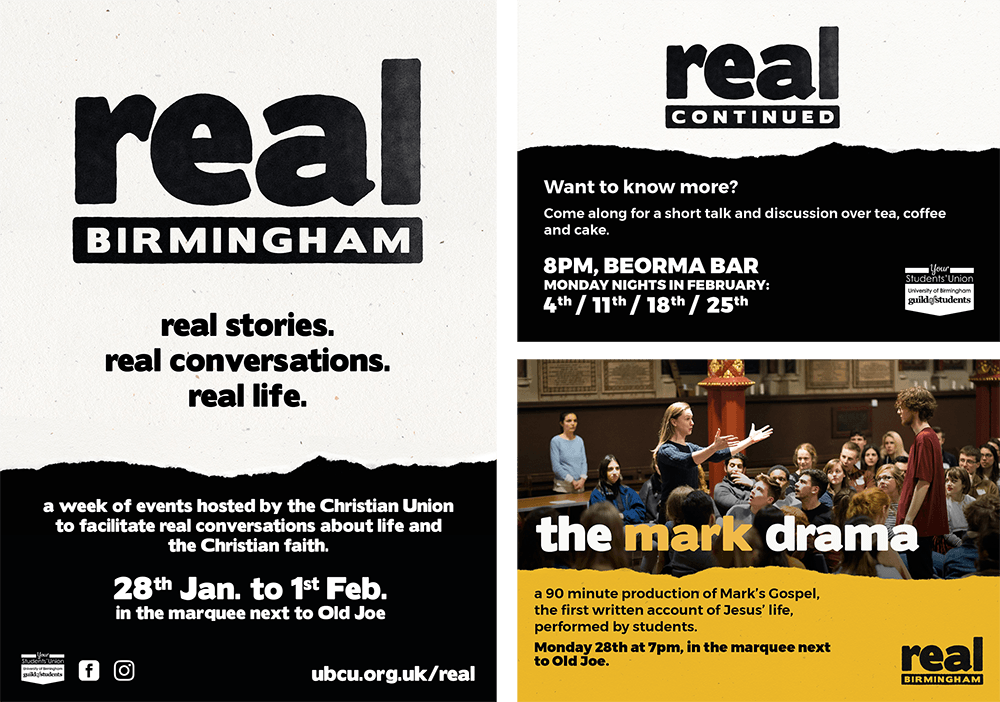 real
BIRMINGHAM
real stories.
real conversations.
real life.
a week of events hosted by the Christian Union
to facilitate real conversations about life and
the Christian faith.
28th Jan. to 1st Feb.
in the marquee next to Old Joe
Your
Students' Union
University of Birmingham
guild of students
f
ubcu.org.uk/real
real
CONTINUED
Want to know more?
Come along for a short talk and discussion over tea, coffee
and cake.
8PM, BEORMA BAR
MONDAY NIGHTS IN FEBRUARY:
4th / 11th / 18th / 25th
Your
Students' Union
University of Birmingham
guild of students
the mark drama
a 90 minute production of Mark's Gospel,
the first written account of Jesus' life,
performed by students.
Monday 28th at 7pm, in the marquee next
to Old Joe.
real
BIRMINGHAM